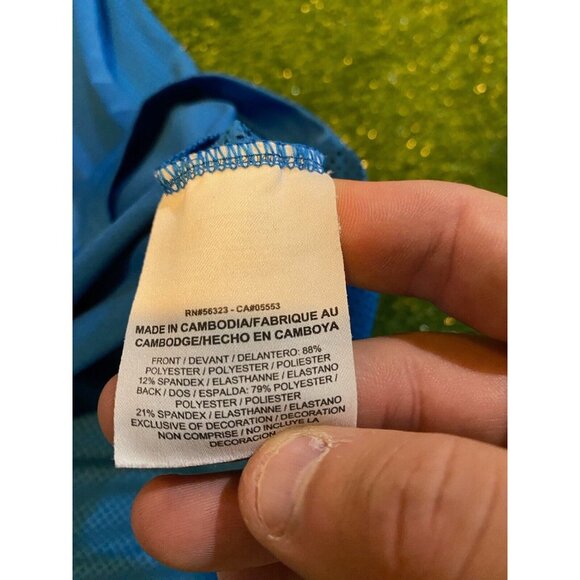 RN#56323 - CA#05553
MADE IN CAMBODIA/FABRIQUE AU
CAMBODGE/HECHO EN CAMBOYA
FRONT / DEVANT / DELANTERO: 88%
POLYESTER / POLYESTER / POLIESTER
12% SPANDEX / ELASTHANNE / ELASTANO
BACK / DOS / ESPALDA: 79% POLYESTER /
POLYESTER / POLIESTER
21% SPANDEX / ELASTHANNE / ELASTANO
EXCLUSIVE OF DECORATION / DECORATION
NON COMPRISE / NO INCLUYE LA
DECORACION